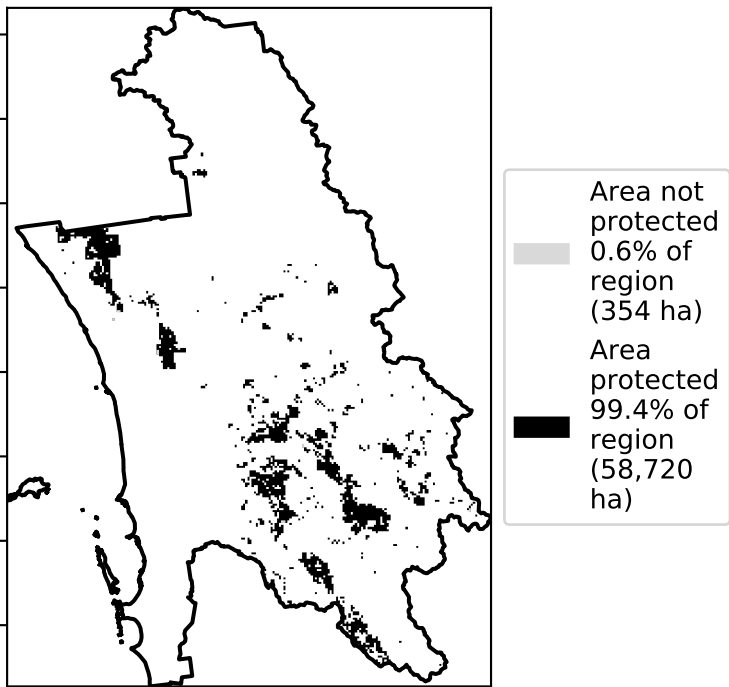 Area not
protected
0.6% of
region
(354 ha)
Area
protected
99.4% of
region
(58,720
ha)